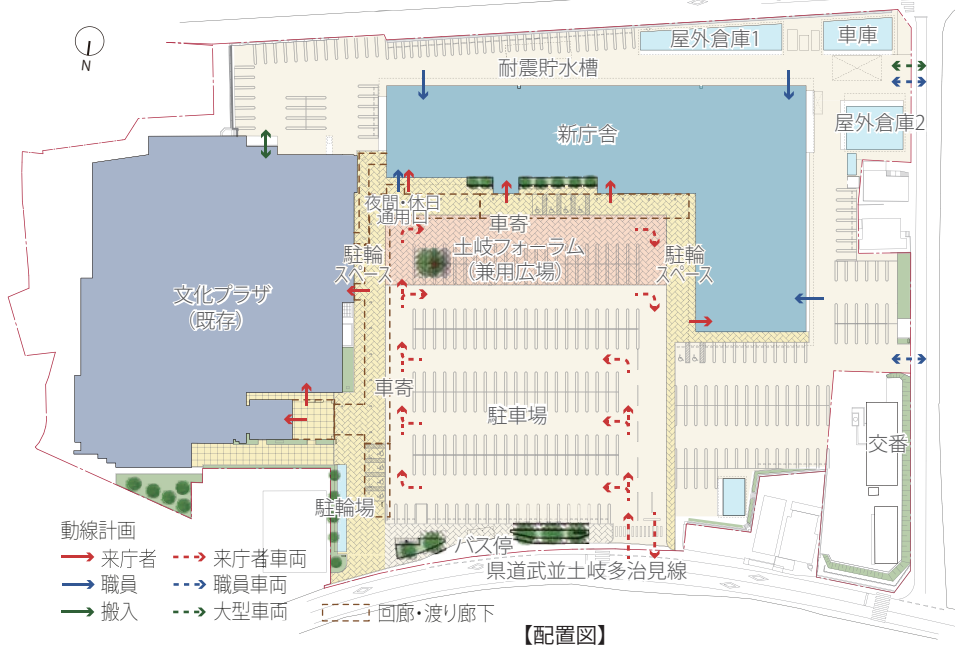 N
屋外倉庫1
車庫
耐震貯水槽
新庁舎
屋外倉庫2
夜間・休日
通用口
車寄
土岐フォーラム
(兼用広場)
駐輪
スペース
駐輪
スペース
文化プラザ
(既存)
車寄
駐車場
交番
駐輪場
バス停
県道武並土岐多治見線
動線計画
来庁者
来庁者車両
職員
職員車両
搬入
大型車両
回廊・渡り廊下
【配置図】